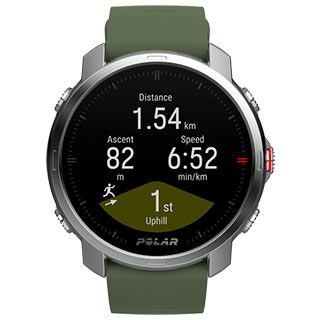 Distance
1.54 km
Ascent Speed
82 6:52
m min/km
1st
Uphill
POLAR